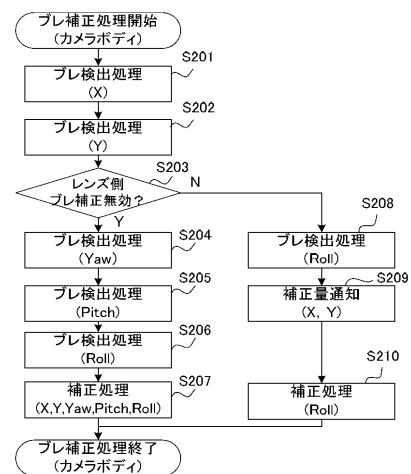 ブレ補正処理開始
(カメラボディ)
S201
ブレ検出処理
(X)
S202
ブレ検出処理
(Y)
S203
レンズ側
ブレ補正無効?
N
Y
S204
ブレ検出処理
(Yaw)
S205
ブレ検出処理
(Pitch)
S206
ブレ検出処理
(Roll)
S207
補正処理
(X,Y,Yaw,Pitch,Roll)
S208
ブレ検出処理
(Roll)
S209
補正量通知
(X, Y)
S210
補正処理
(Roll)
ブレ補正処理終了
(カメラボディ)